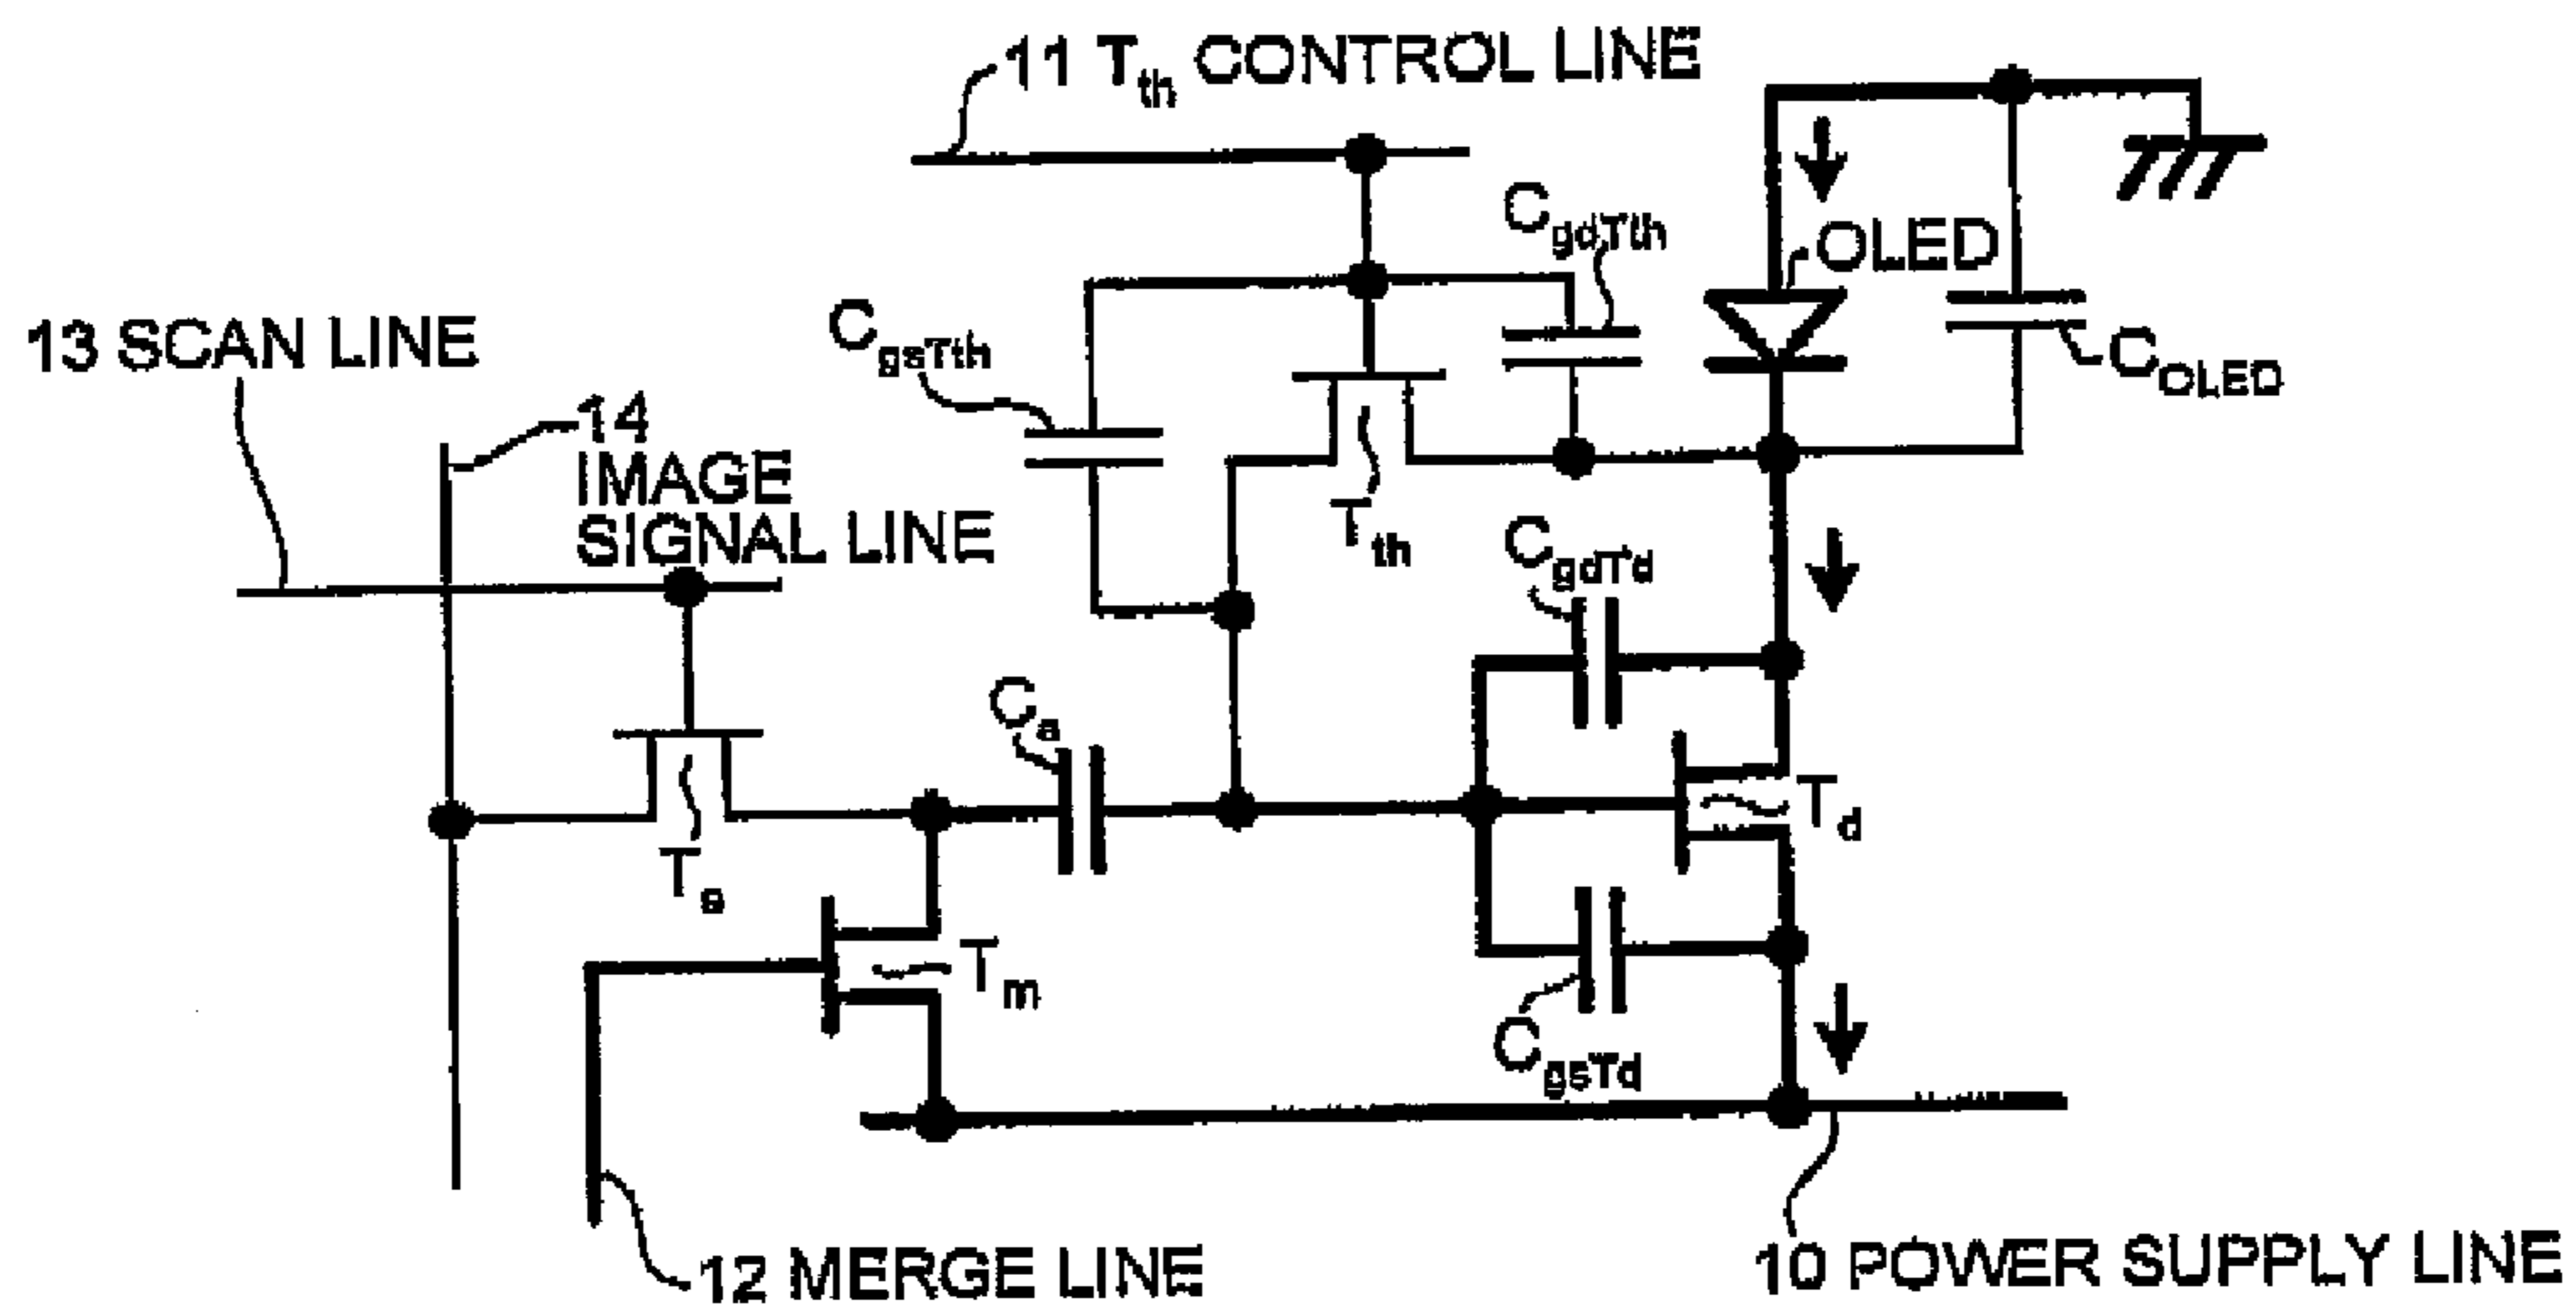 11 Tth CONTROL LINE
CgdTth
OLED
13 SCAN LINE
CgsTth
COLED
14
IMAGE
SIGNAL LINE
Tth
CgdTd
Ca
Td
Ts
Tm
CgsTd
12 MERGE LINE
10 POWER SUPPLY LINE